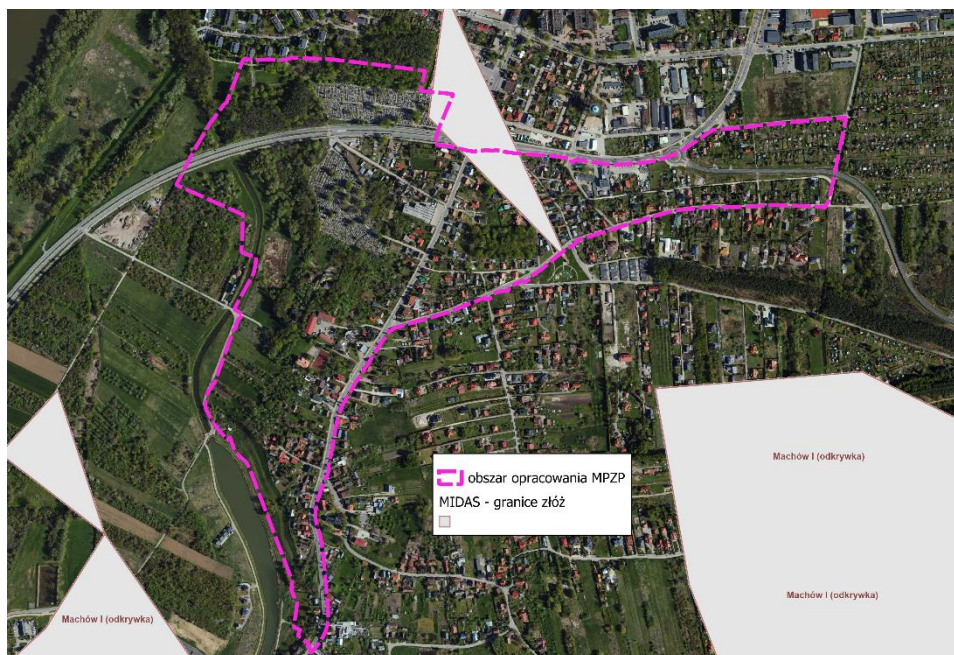 Machów I (odkrywka)
obszar opracowania MPZP
MIDAS - granice złóż
Machów I (odkrywka)
Machów I (odkrywka)